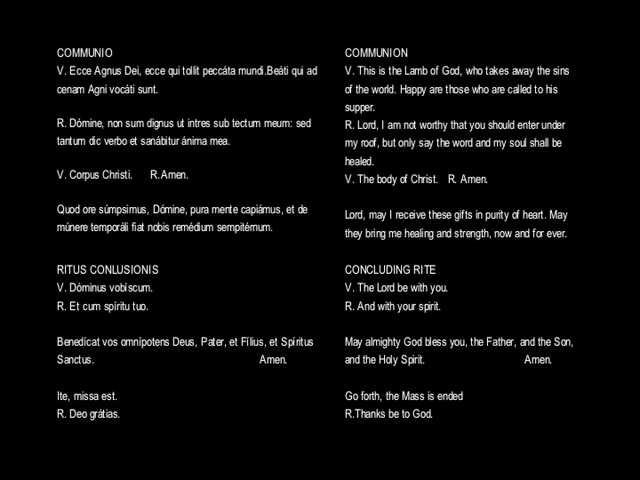 COMMUNIO
V. Ecce Agnus Dei, ecce qui tollit peccáta mundi.Beáti qui ad
cenam Agni vocáti sunt.
R. Dómine, non sum dignus ut intres sub tectum meum: sed
tantum dic verbo et sanábitur ánima mea.
V. Corpus Christi. R.Amen.
Quod ore súmpsimus, Dómine, pura mente capiámus, et de
múnere temporáli fiat nobis remédium sempitérnum.
RITUS CONLUSIONIS
V. Dóminus vobíscum.
R. Et cum spíritu tuo.
Benedícat vos omnípotens Deus, Pater, et Fílius, et Spíritus
Sanctus. Amen.
Ite, missa est.
R. Deo grátias.
COMMUNION
V. This is the Lamb of God, who takes away the sins
of the world. Happy are those who are called to his
supper.
R. Lord, I am not worthy that you should enter under
my roof, but only say the word and my soul shall be
healed.
V. The body of Christ. R. Amen.
Lord, may I receive these gifts in purity of heart. May
they bring me healing and strength, now and for ever.
CONCLUDING RITE
V. The Lord be with you.
R. And with your spirit.
May almighty God bless you, the Father, and the Son,
and the Holy Spirit. Amen.
Go forth, the Mass is ended
R.Thanks be to God.